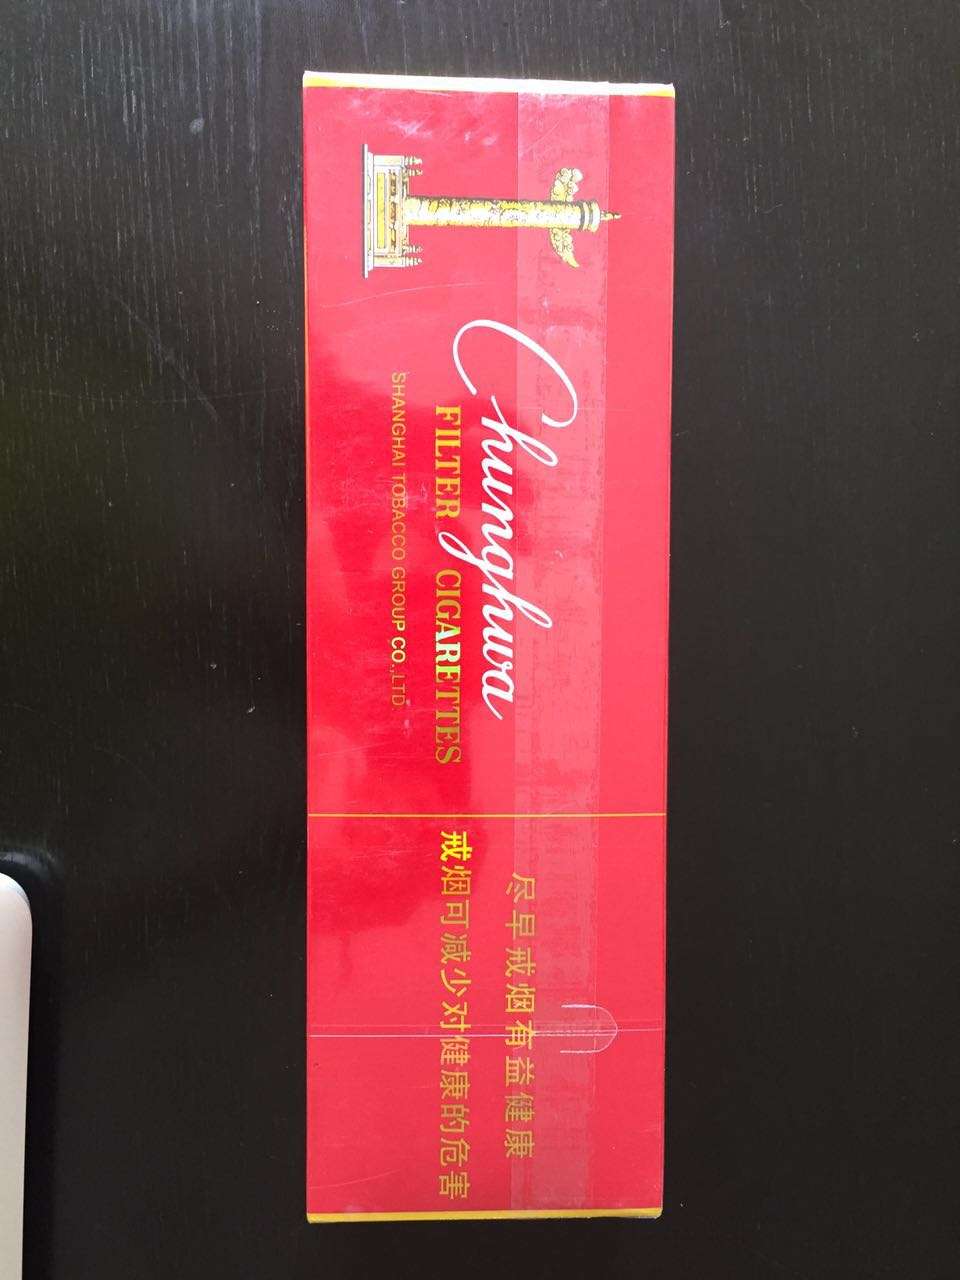 Chunghwa
FILTER CIGARETTES
SHANGHAI TOBACCO GROUP CO.,LTD.
尽早戒烟有益健康
戒烟可减少对健康的危害